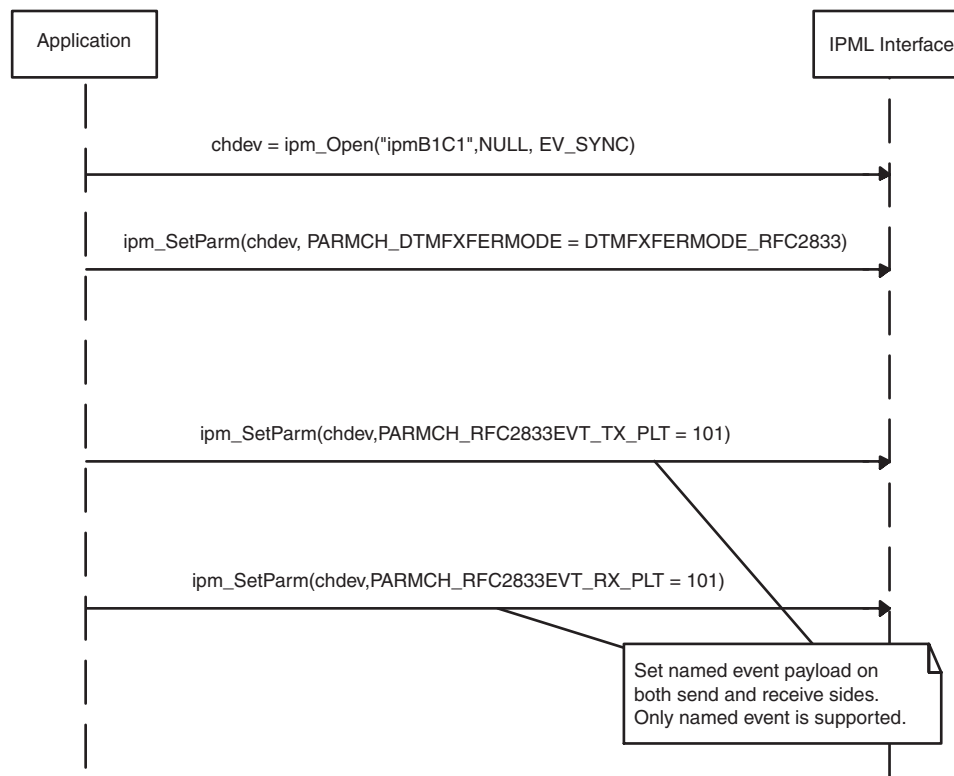 Application
IPML Interface
chdev = ipm_Open("ipmB1C1",NULL, EV_SYNC)
ipm_SetParm(chdev, PARMCH_DTMFXFERMODE = DTMFXFERMODE_RFC2833)
ipm_SetParm(chdev,PARMCH_RFC2833EVT_TX_PLT = 101)
ipm_SetParm(chdev,PARMCH_RFC2833EVT_RX_PLT = 101)
Set named event payload on
both send and receive sides.
Only named event is supported.